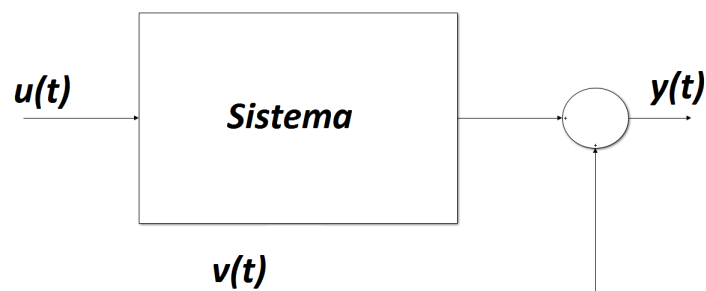 u(t)
Sistema
y(t)
+
+
v(t)